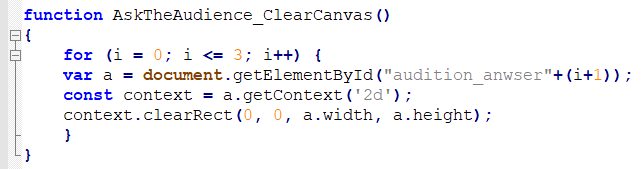 function AskTheAudience_ClearCanvas()
{
for (i = 0; i <= 3; i++) {
var a = document.getElementById("audition_anwser"+(i+1));
const context = a.getContext('2d');
context.clearRect(0, 0, a.width, a.height);
}
}